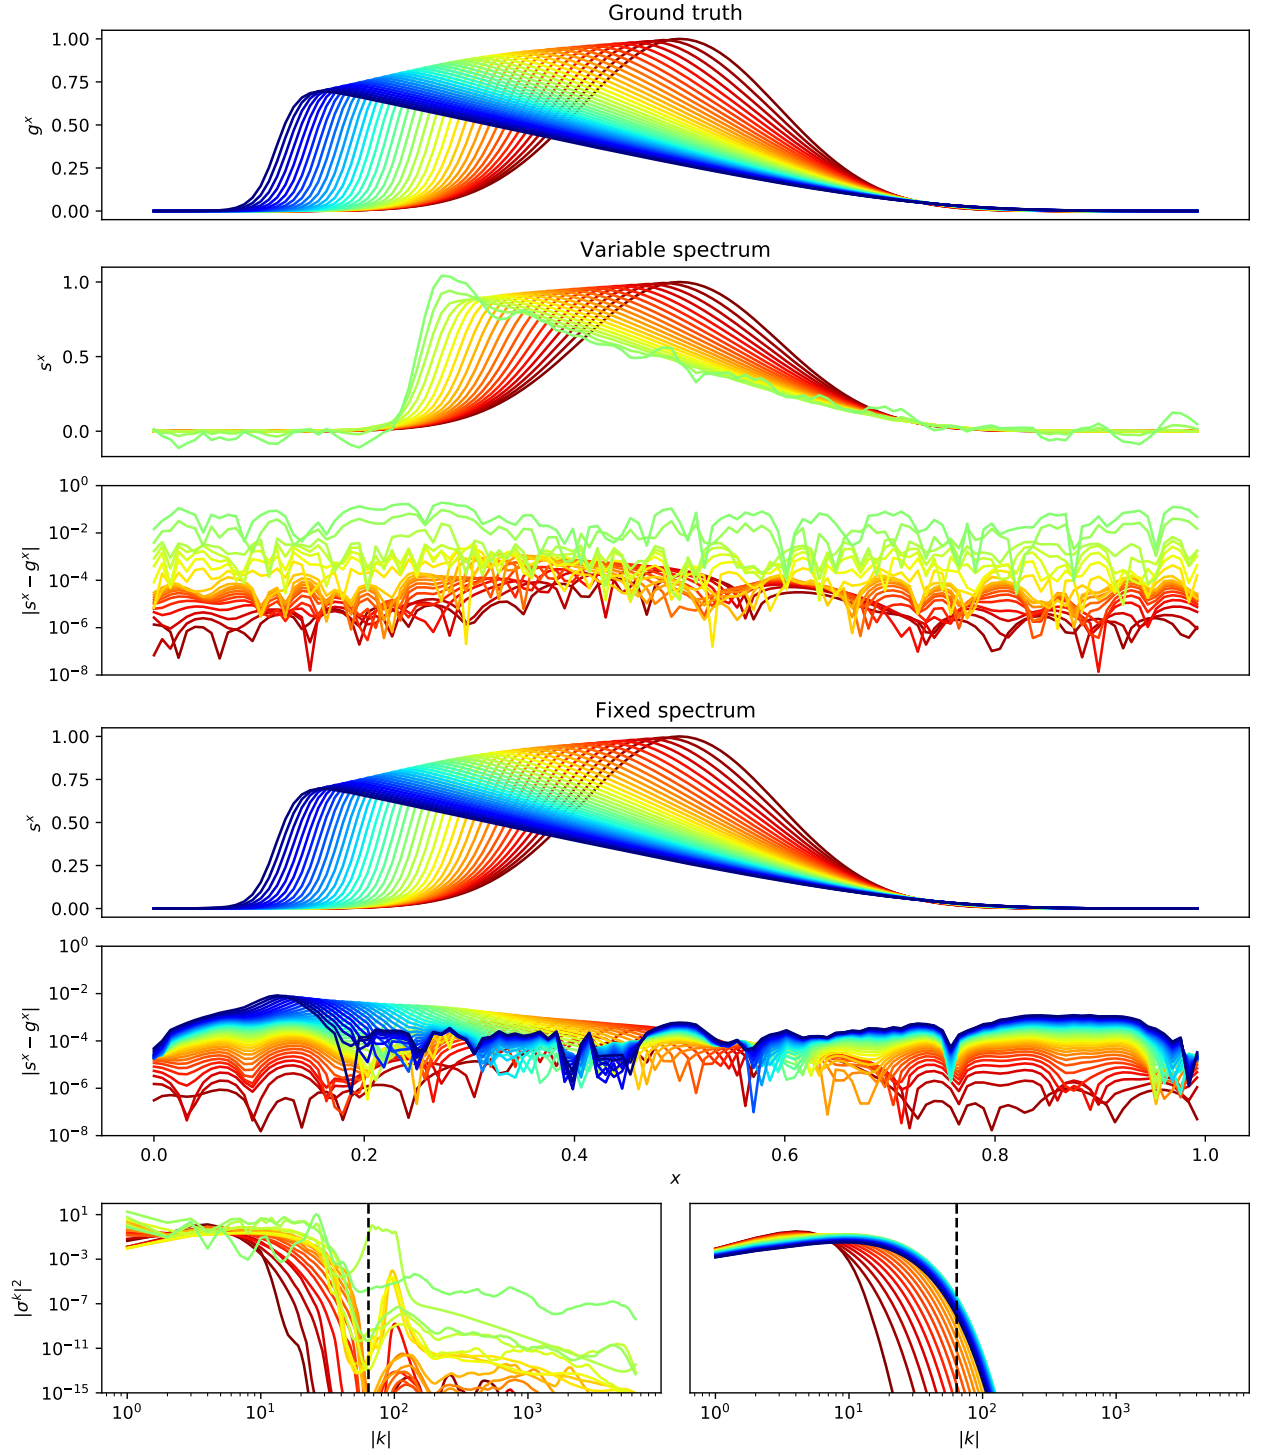 Ground truth
1.00
0.75
0.50
0.25
0.00
g^x
Variable spectrum
1.0
0.5
0.0
s^x
10^0
10^-2
10^-4
10^-6
10^-8
|s^x − g^x|
Fixed spectrum
1.00
0.75
0.50
0.25
0.00
s^x
10^0
10^-2
10^-4
10^-6
10^-8
|s^x − g^x|
0.0 0.2 0.4 0.6 0.8 1.0
x
10^1
10^-3
10^-7
10^-11
10^-15
|σ^k|^2
10^0 10^1 10^2 10^3 10^0 10^1 10^2 10^3
|k| |k|